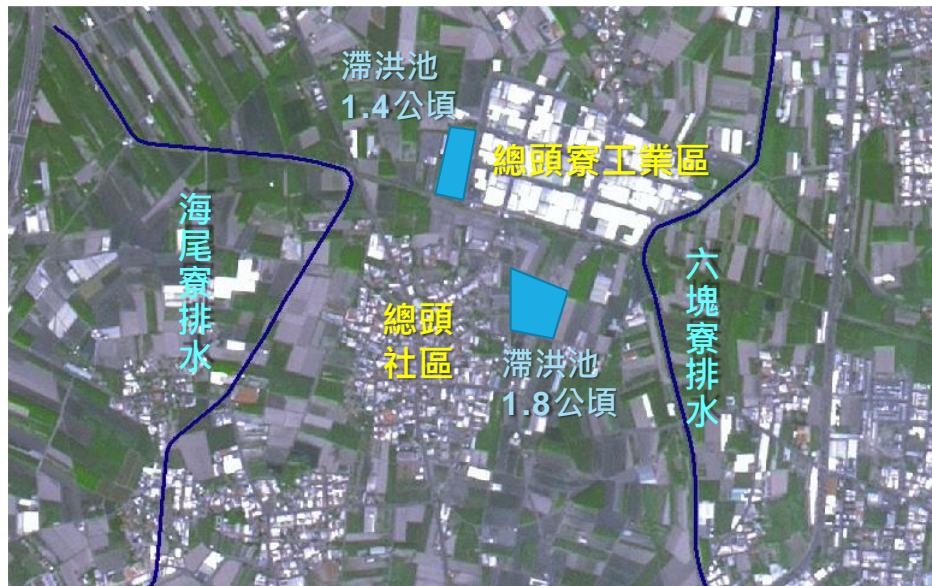 滯洪池
1.4公頃
總頭寮工業區
海尾寮排水
六塊寮排水
總頭
社區
滯洪池
1.8公頃